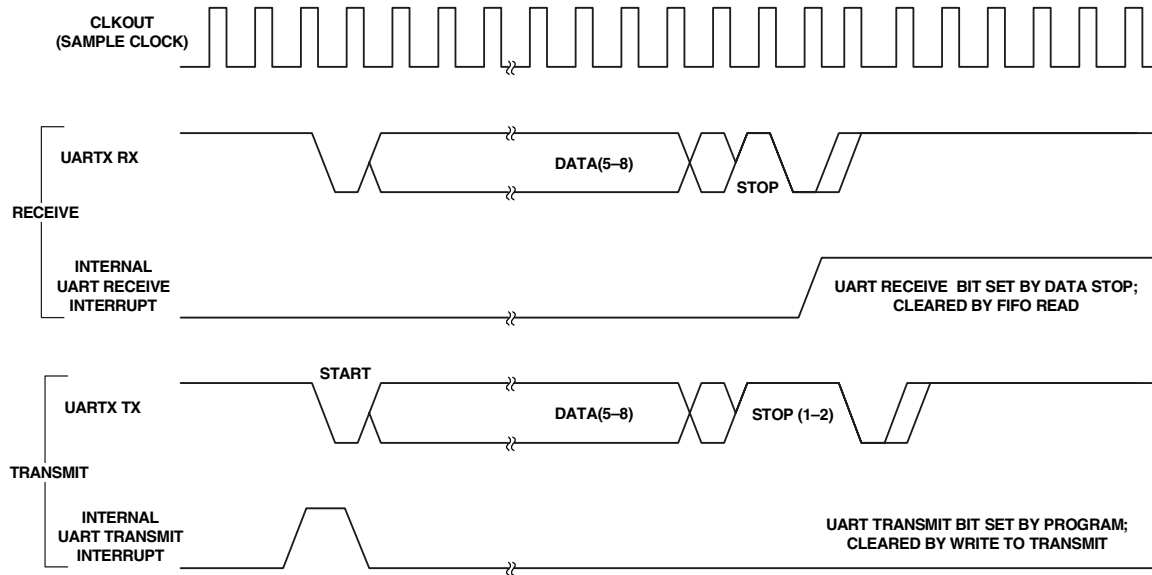 CLKOUT
(SAMPLE CLOCK)
UARTX RX
DATA(5–8)
STOP
RECEIVE
INTERNAL
UART RECEIVE
INTERRUPT
UART RECEIVE BIT SET BY DATA STOP;
CLEARED BY FIFO READ
START
UARTX TX
DATA(5–8)
STOP (1–2)
TRANSMIT
INTERNAL
UART TRANSMIT
INTERRUPT
UART TRANSMIT BIT SET BY PROGRAM;
CLEARED BY WRITE TO TRANSMIT